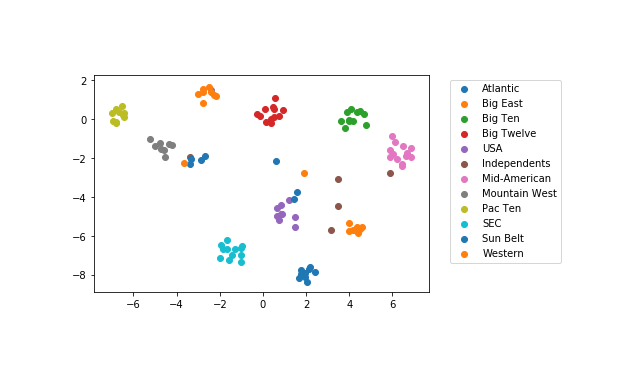 2
0
−2
−4
−6
−8
−6
−4
−2
0
2
4
6
Atlantic
Big East
Big Ten
Big Twelve
USA
Independents
Mid-American
Mountain West
Pac Ten
SEC
Sun Belt
Western